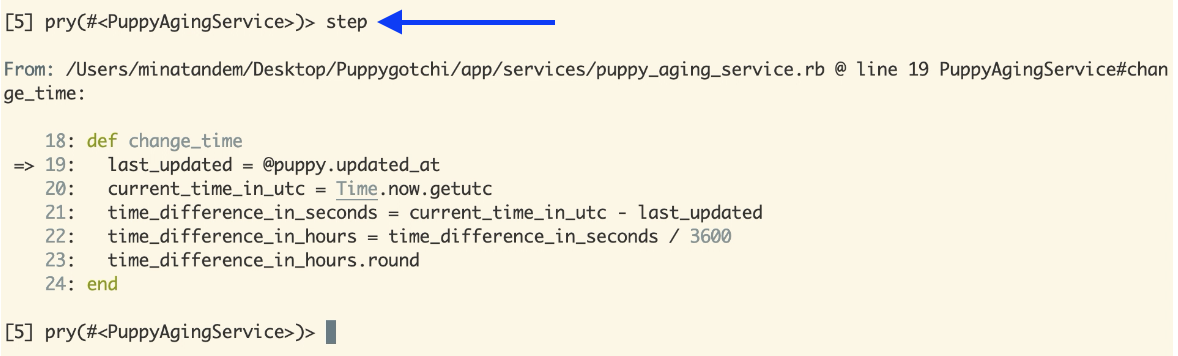 [5] pry(#<PuppyAgingService>)> step
From: /Users/minatandem/Desktop/Puppygotchi/app/services/puppy_aging_service.rb @ line 19 PuppyAgingService#chan
ge_time:
    18: def change_time
 => 19:   last_updated = @puppy.updated_at
    20:   current_time_in_utc = Time.now.getutc
    21:   time_difference_in_seconds = current_time_in_utc - last_updated
    22:   time_difference_in_hours = time_difference_in_seconds / 3600
    23:   time_difference_in_hours.round
    24: end
[5] pry(#<PuppyAgingService>)>